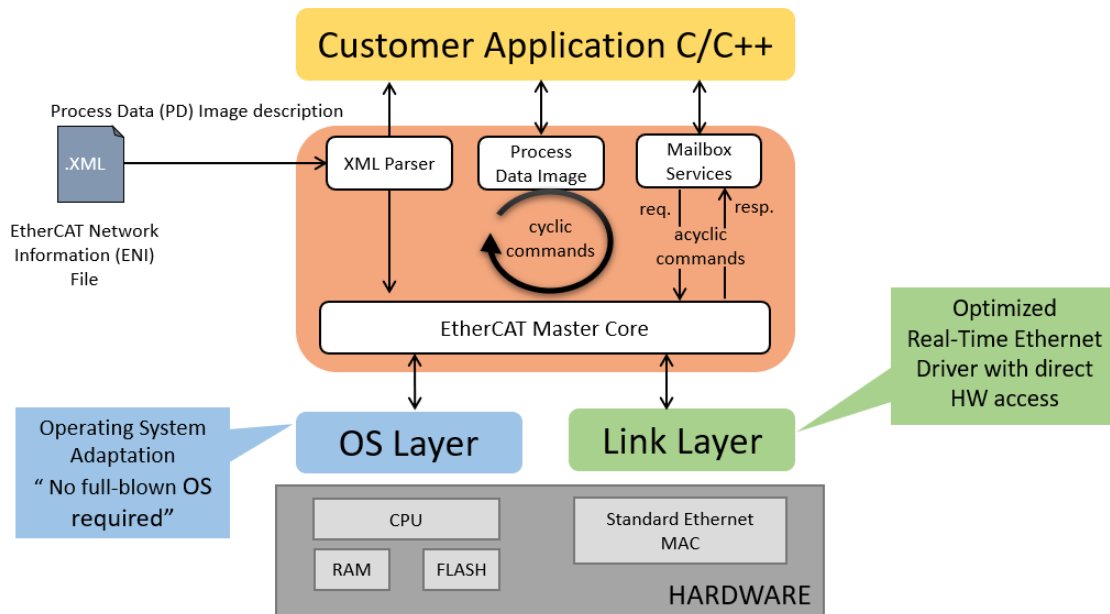 Customer Application C/C++
Process Data (PD) Image description
.XML
EtherCAT Network
Information (ENI)
File
XML Parser
Process
Data Image
Mailbox
Services
cyclic
commands
req.
resp.
acyclic
commands
EtherCAT Master Core
Optimized
Real-Time Ethernet
Driver with direct
HW access
Operating System
Adaptation
“ No full-blown OS
required”
OS Layer
Link Layer
CPU
RAM
FLASH
Standard Ethernet
MAC
HARDWARE